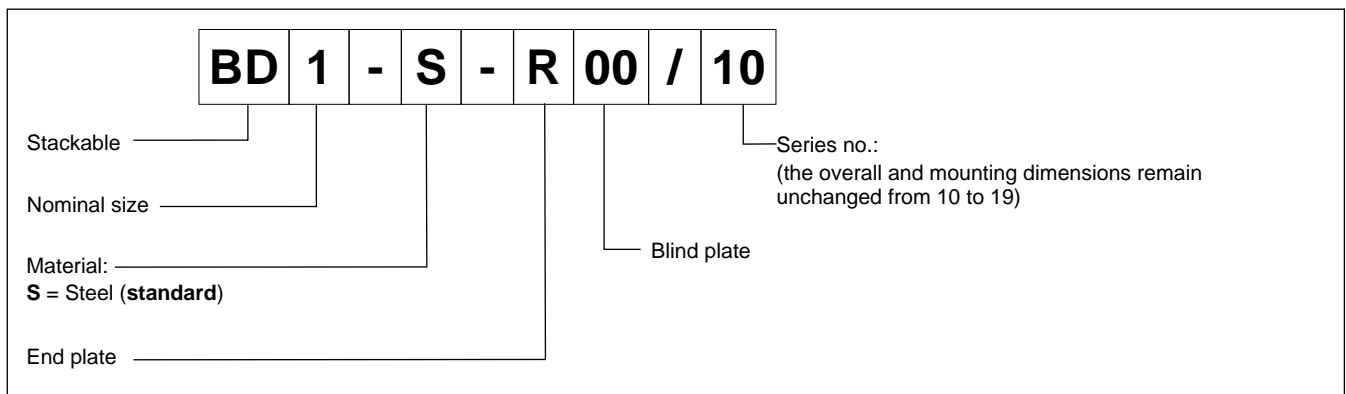 BD 1 - S - R 00 / 10
Stackable
Series no.:
(the overall and mounting dimensions remain
unchanged from 10 to 19)
Nominal size
Blind plate
Material:
S = Steel (standard)
End plate